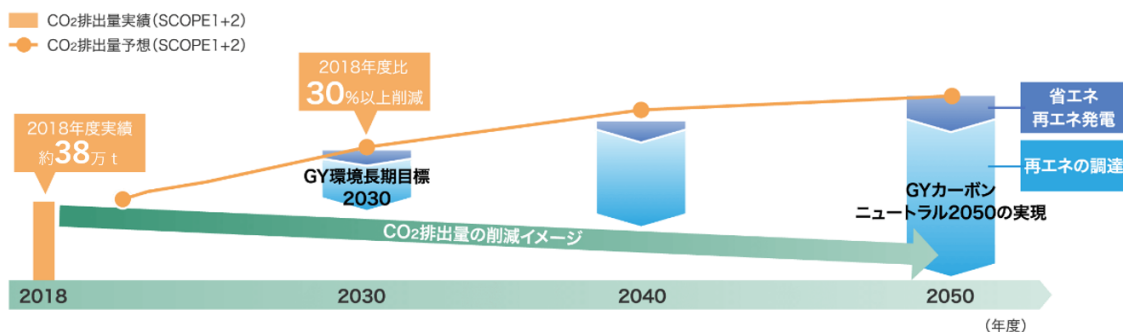 CO2排出量実績(SCOPE1+2)
CO2排出量予想(SCOPE1+2)
2018年度実績
約38万t
2018年度比
30%以上削減
省エネ
再エネ発電
再エネの調達
GY環境長期目標
2030
GYカーボン
ニュートラル2050の実現
CO2排出量の削減イメージ
2018
2030
2040
2050
(年度)